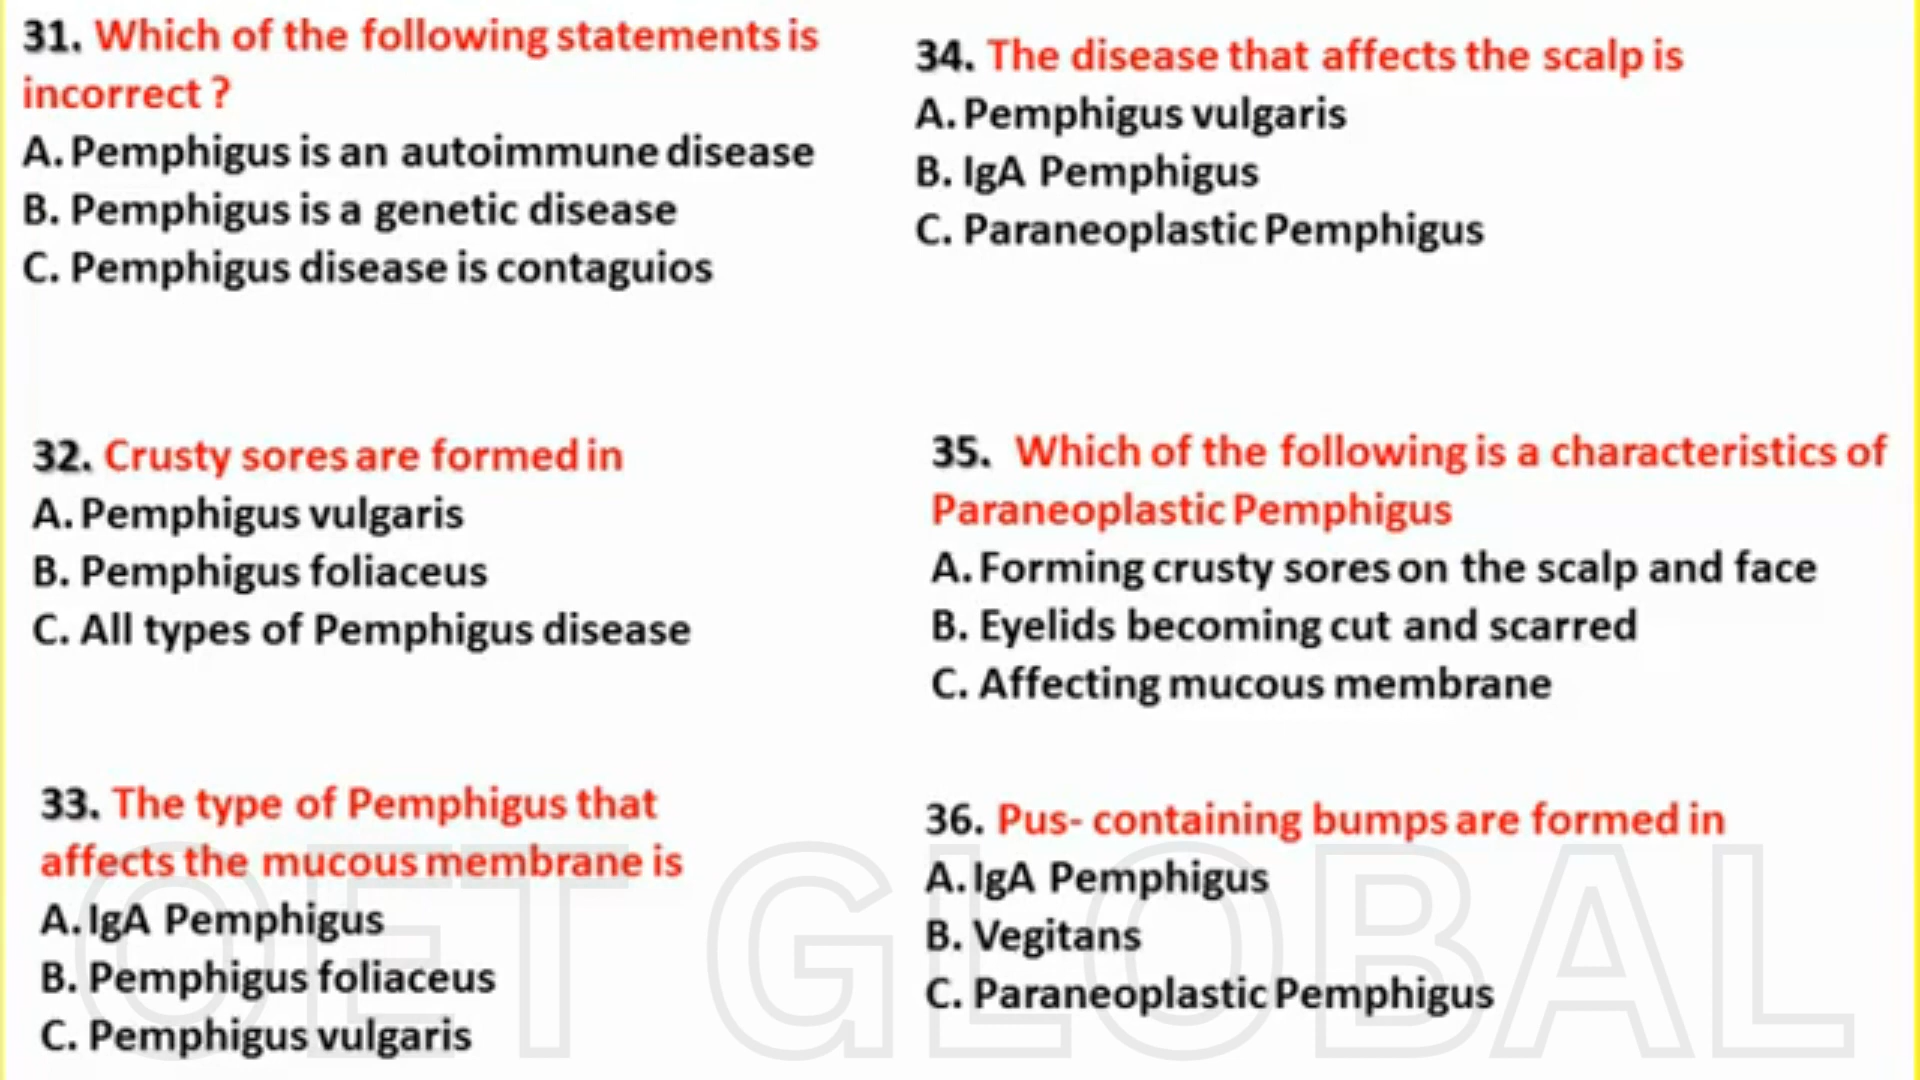 31. Which of the following statements is
incorrect ?
A. Pemphigus is an autoimmune disease
B. Pemphigus is a genetic disease
C. Pemphigus disease is contaguios
32. Crusty sores are formed in
A. Pemphigus vulgaris
B. Pemphigus foliaceus
C. All types of Pemphigus disease
33. The type of Pemphigus that
affects the mucous membrane is
A. IgA Pemphigus
B. Pemphigus foliaceus
C. Pemphigus vulgaris
34. The disease that affects the scalp is
A. Pemphigus vulgaris
B. IgA Pemphigus
C. Paraneoplastic Pemphigus
35. Which of the following is a characteristics of
Paraneoplastic Pemphigus
A. Forming crusty sores on the scalp and face
B. Eyelids becoming cut and scarred
C. Affecting mucous membrane
36. Pus- containing bumps are formed in
A. IgA Pemphigus
B. Vegitans
C. Paraneoplastic Pemphigus
OET GLOBAL